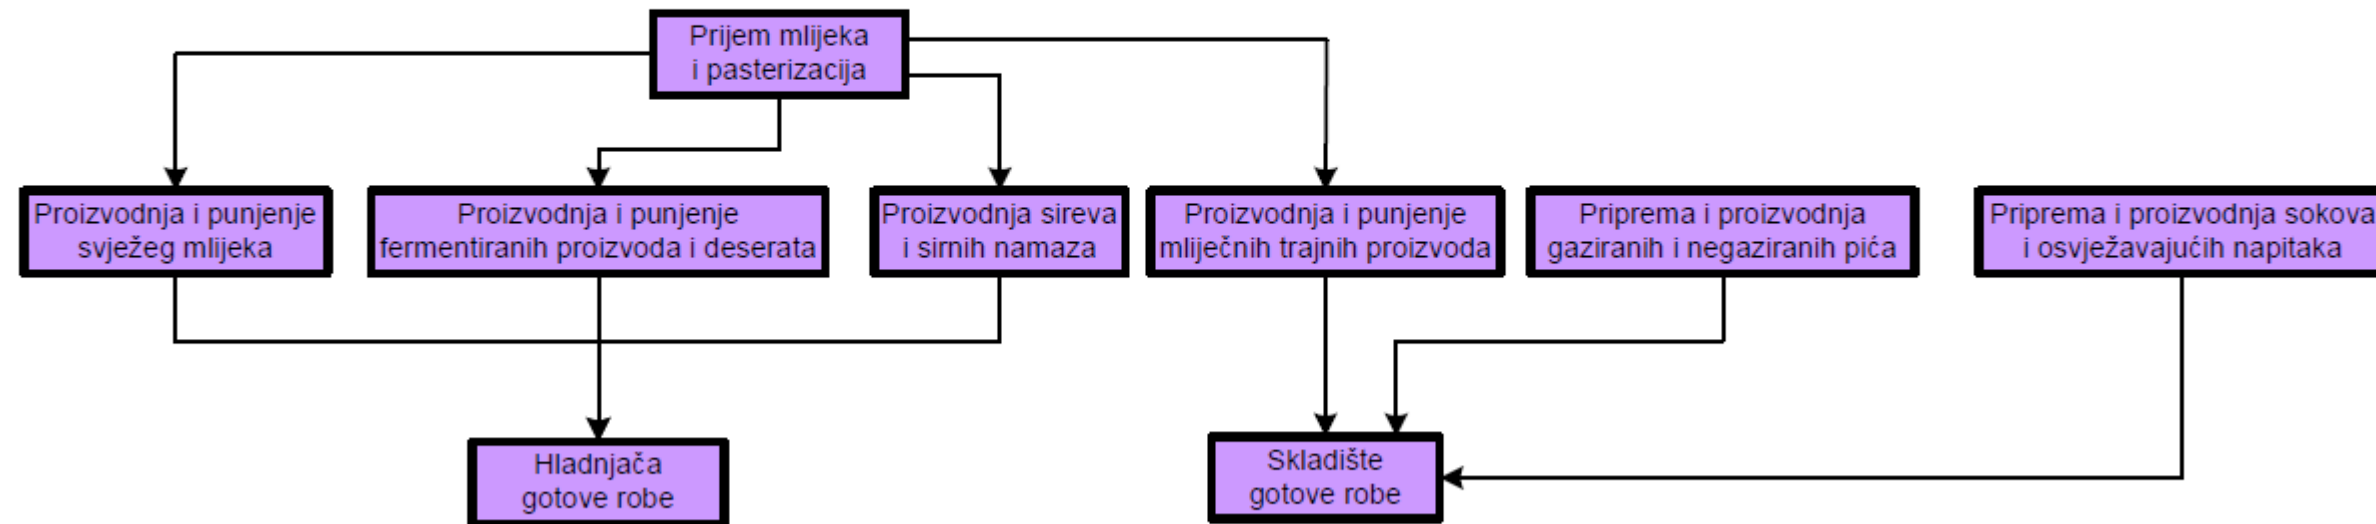 Prijem mlijeka
i pasterizacija
Proizvodnja i punjenje
svježeg mlijeka
Proizvodnja i punjenje
fermentiranih proizvoda i deserata
Proizvodnja sireva
i sirnih namaza
Proizvodnja i punjenje
mliječnih trajnih proizvoda
Priprema i proizvodnja
gaziranih i negaziranih pića
Priprema i proizvodnja sokova
i osvježavajućih napitaka
Hladnjača
gotove robe
Skladište
gotove robe